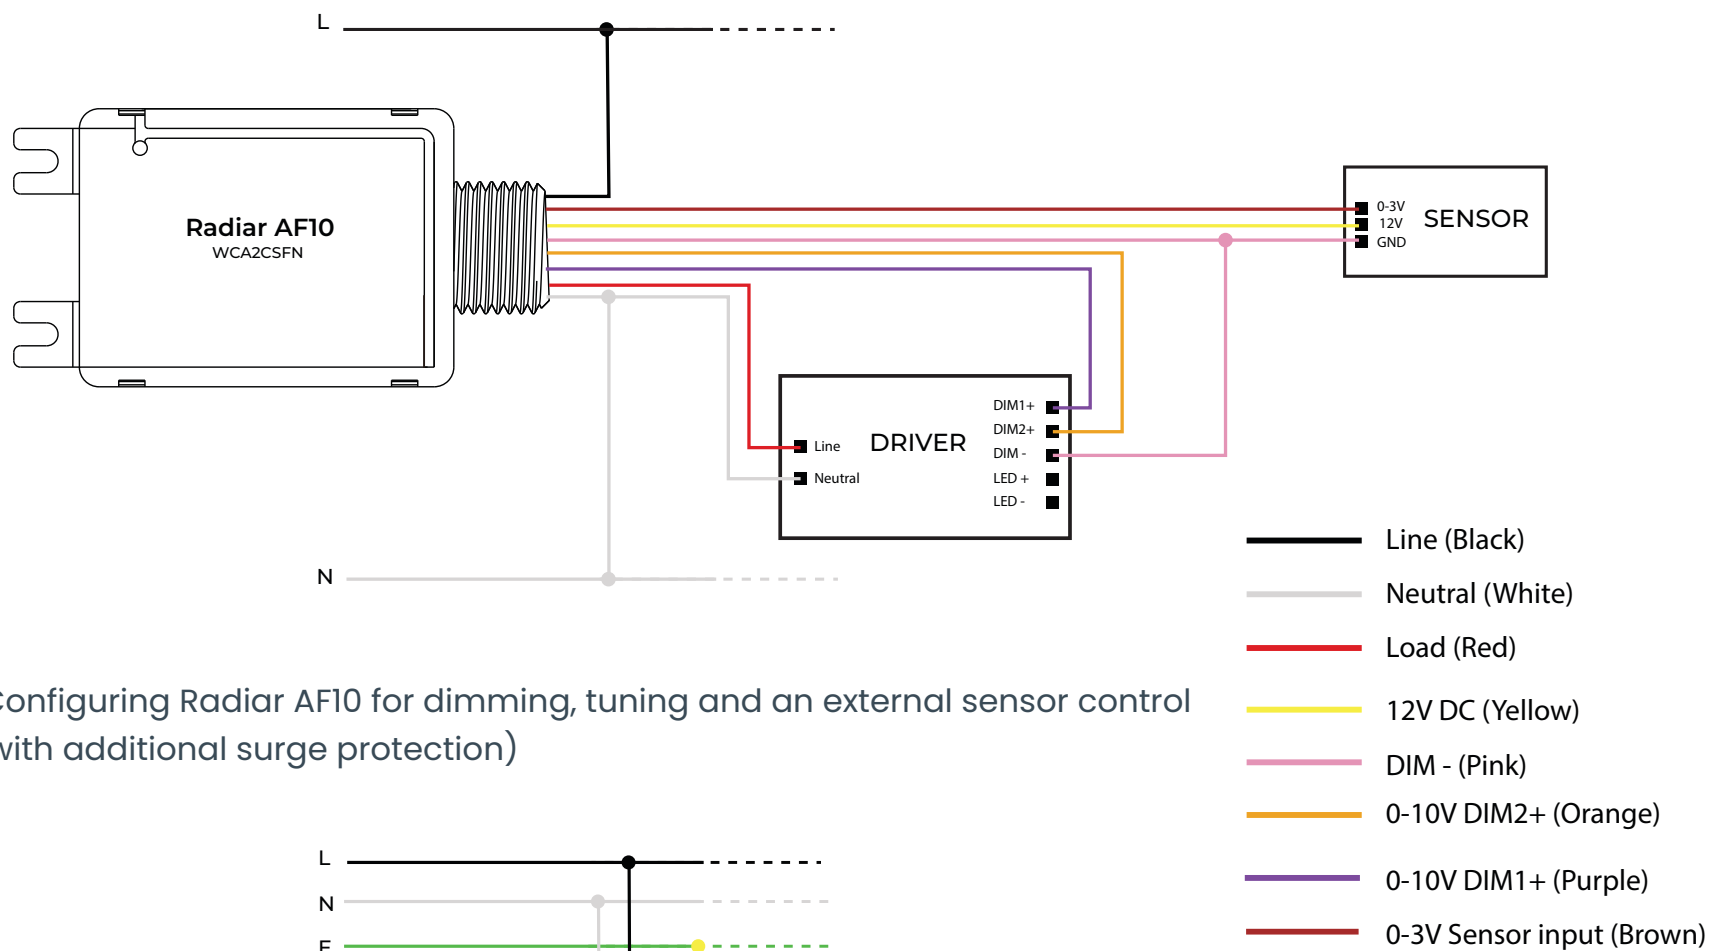 L
Radiar AF10
WCA2CSFN
0-3V
12V
GND
SENSOR
DIM1+
DIM2+
DIM -
LED +
LED -
Line
Neutral
DRIVER
N
Line (Black)
Neutral (White)
Load (Red)
12V DC (Yellow)
DIM - (Pink)
0-10V DIM2+ (Orange)
0-10V DIM1+ (Purple)
0-3V Sensor input (Brown)
Configuring Radiar AF10 for dimming, tuning and an external sensor control
with additional surge protection)
L
N